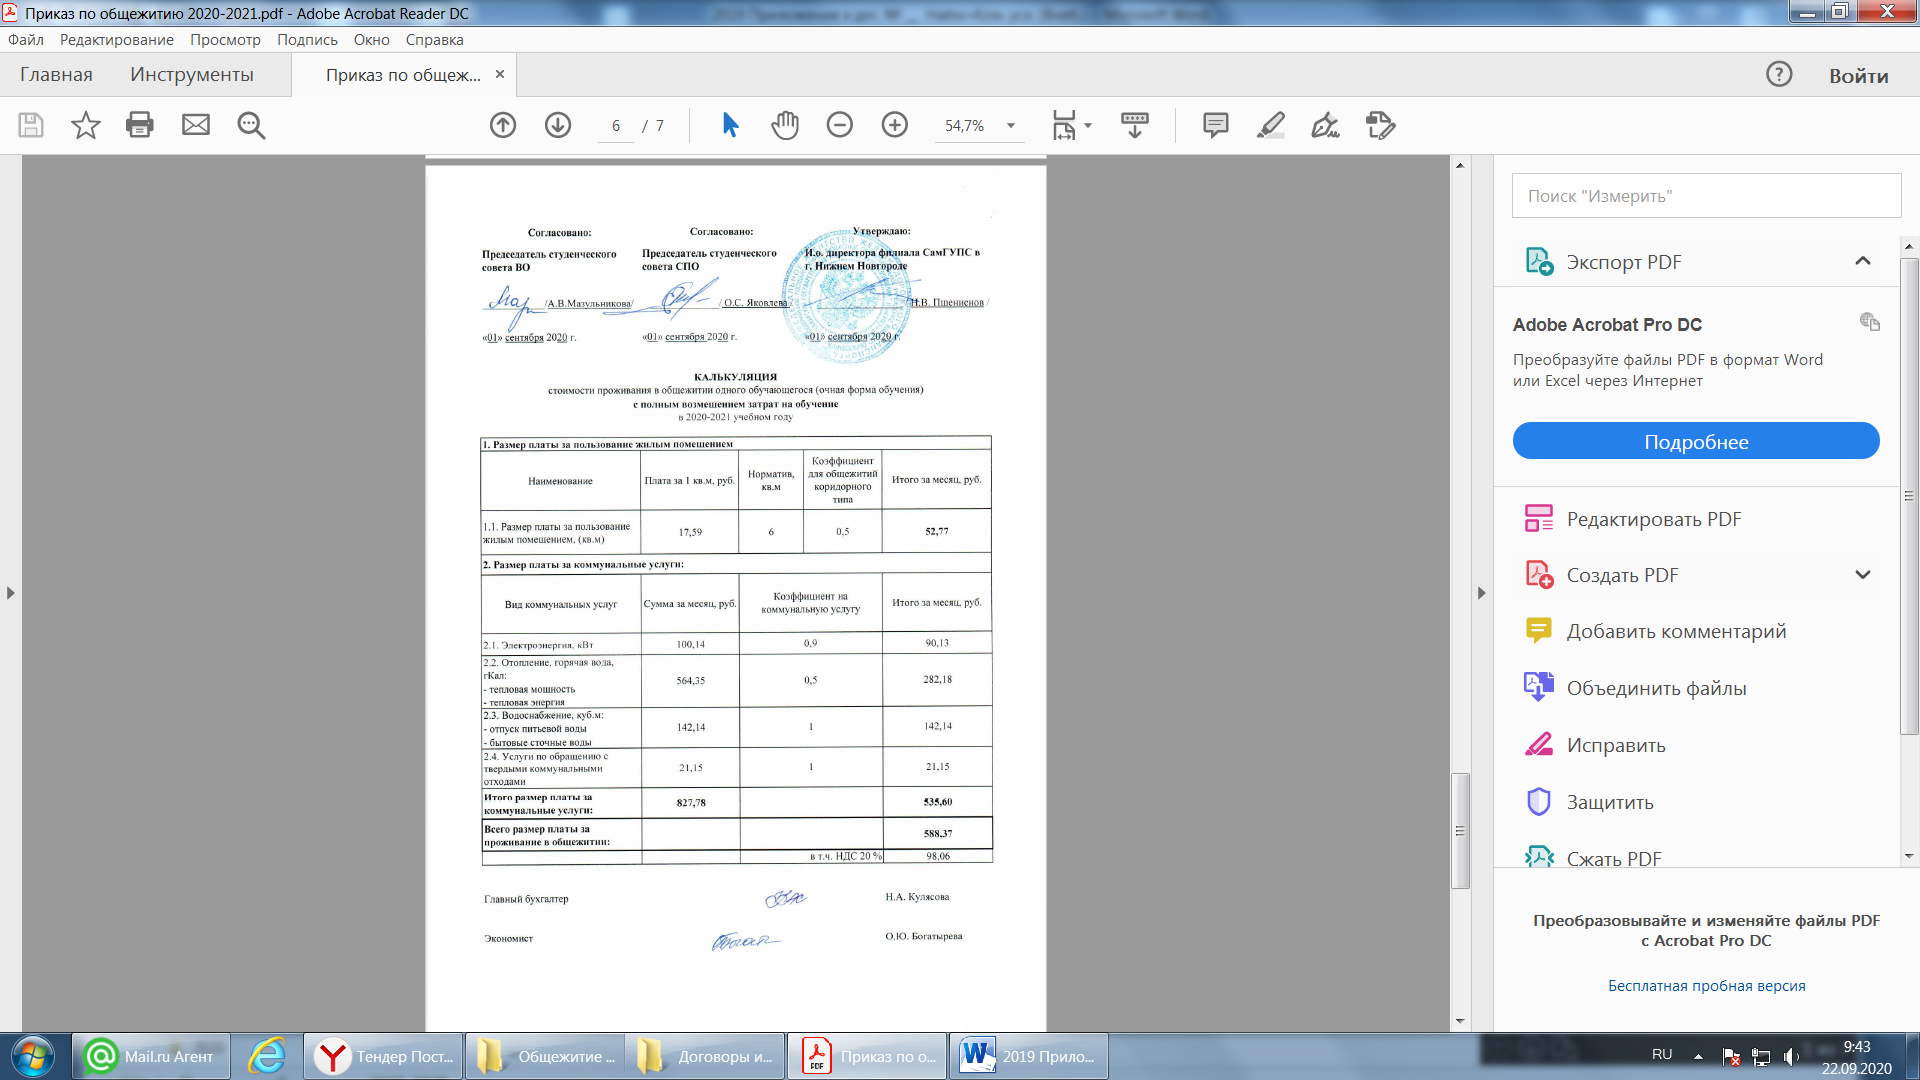 Приказ по общежитию 2020-2021.pdf - Adobe Acrobat Reader DC
Файл Редактирование Просмотр Подпись Окно Справка
Главная Инструменты Приказ по общеж... × Войти
6 / 7 54,7%
Согласовано: Согласовано: Утверждаю:
Председатель студенческого Председатель студенческого И.о. директора филиала СамГУПС в
совета ВО совета СПО г. Нижнем Новгороде
/А.В.Мазульникова/ / О.С. Яковлева / Н.В. Пшениснов /
«01» сентября 2020 г. «01» сентября 2020 г. «01» сентября 2020 г.
КАЛЬКУЛЯЦИЯ
стоимости проживания в общежитии одного обучающегося (очная форма обучения)
с полным возмещением затрат на обучение
в 2020-2021 учебном году
1. Размер платы за пользование жилым помещением
Наименование Плата за 1 кв.м, руб. Норматив, кв.м Коэффициент для общежитий коридорного типа Итого за месяц, руб.
1.1. Размер платы за пользование жилым помещением, (кв.м) 17,59 6 0,5 52,77
2. Размер платы за коммунальные услуги:
Вид коммунальных услуг Сумма за месяц, руб. Коэффициент на коммунальную услугу Итого за месяц, руб.
2.1. Электроэнергия, кВт 100,14 0,9 90,13
2.2. Отопление, горячая вода, гКал:
- тепловая мощность
- тепловая энергия 564,35 0,5 282,18
2.3. Водоснабжение, куб.м:
- отпуск питьевой воды
- бытовые сточные воды 142,14 1 142,14
2.4. Услуги по обращению с твердыми коммунальными отходами 21,15 1 21,15
Итого размер платы за коммунальные услуги: 827,78 535,60
Всего размер платы за проживание в общежитии: 588,37
в т.ч. НДС 20 % 98,06
Главный бухгалтер Н.А. Кулясова
Экономист О.Ю. Богатырева
Поиск "Измерить"
Экспорт PDF
Adobe Acrobat Pro DC
Преобразуйте файлы PDF в формат Word
или Excel через Интернет
Подробнее
Редактировать PDF
Создать PDF
Добавить комментарий
Объединить файлы
Исправить
Защитить
Сжать PDF
Преобразовывайте и изменяйте файлы PDF
с Acrobat Pro DC
Бесплатная пробная версия
Mail.ru Агент Тендер Пост... Общежитие ... Договоры и... Приказ по о... 2019 Прило... RU 9:43
22.09.2020